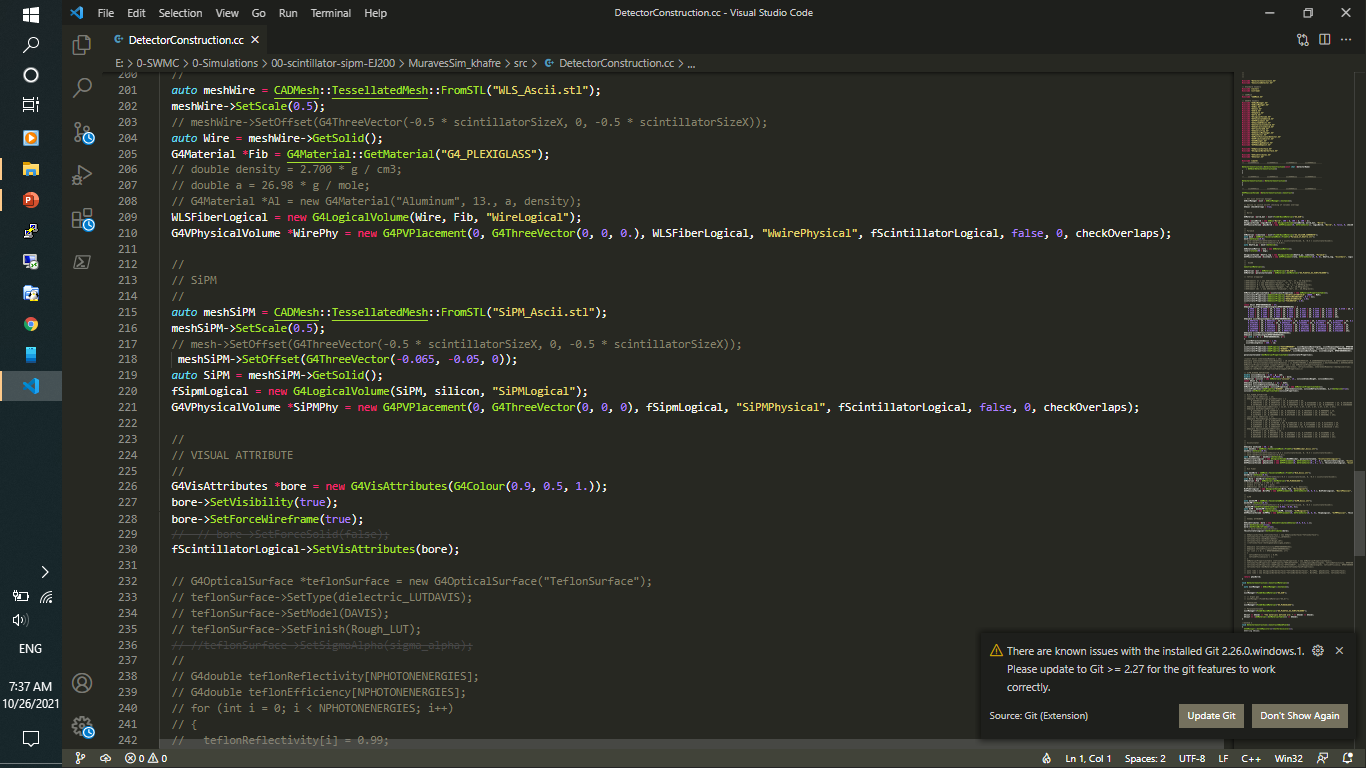 File Edit Selection View Go Run Terminal Help
DetectorConstruction.cc - Visual Studio Code
DetectorConstruction.cc
E: > 0-SWMC > 0-Simulations > 00-scintillator-sipm-EJ200 > MuravesSim_khafre > src > DetectorConstruction.cc > ...
200 //
201 auto meshWire = CADMesh::TessellatedMesh::FromSTL("WLS_Ascii.stl");
202 meshWire->SetScale(0.5);
203 // meshWire->SetOffset(G4ThreeVector(-0.5 * scintillatorSizeX, 0, -0.5 * scintillatorSizeX));
204 auto Wire = meshWire->GetSolid();
205 G4Material *Fib = G4Material::GetMaterial("G4_PLEXIGLASS");
206 // double density = 2.700 * g / cm3;
207 // double a = 26.98 * g / mole;
208 // G4Material *Al = new G4Material("Aluminum", 13., a, density);
209 WLSFiberLogical = new G4LogicalVolume(Wire, Fib, "WireLogical");
210 G4VPhysicalVolume *WirePhy = new G4PVPlacement(0, G4ThreeVector(0, 0, 0.), WLSFiberLogical, "WwirePhysical", fScintillatorLogical, false, 0, checkOverlaps);
211
212 //
213 // SiPM
214 //
215 auto meshSiPM = CADMesh::TessellatedMesh::FromSTL("SiPM_Ascii.stl");
216 meshSiPM->SetScale(0.5);
217 // mesh->SetOffset(G4ThreeVector(-0.5 * scintillatorSizeX, 0, -0.5 * scintillatorSizeX));
218 meshSiPM->SetOffset(G4ThreeVector(-0.065, -0.05, 0));
219 auto SiPM = meshSiPM->GetSolid();
220 fSipmLogical = new G4LogicalVolume(SiPM, silicon, "SiPMLogical");
221 G4VPhysicalVolume *SiPMPhy = new G4PVPlacement(0, G4ThreeVector(0, 0, 0), fSipmLogical, "SiPMPhysical", fScintillatorLogical, false, 0, checkOverlaps);
222
223 //
224 // VISUAL ATTRIBUTE
225 //
226 G4VisAttributes *bore = new G4VisAttributes(G4Colour(0.9, 0.5, 1.));
227 bore->SetVisibility(true);
228 bore->SetForceWireframe(true);
229 // // bore->SetForceSolid(false);
230 fScintillatorLogical->SetVisAttributes(bore);
231
232 // G4OpticalSurface *teflonSurface = new G4OpticalSurface("TeflonSurface");
233 // teflonSurface->SetType(dielectric_LUTDAVIS);
234 // teflonSurface->SetModel(DAVIS);
235 // teflonSurface->SetFinish(Rough_LUT);
236 // //teflonSurface->SetSigmaAlpha(sigma_alpha);
237 //
238 // G4double teflonReflectivity[NPHOTONENERGIES];
239 // G4double teflonEfficiency[NPHOTONENERGIES];
240 // for (int i = 0; i < NPHOTONENERGIES; i++)
241 // {
242 // teflonReflectivity[i] = 0.99;
There are known issues with the installed Git 2.26.0.windows.1.
Please update to Git >= 2.27 for the git features to work
correctly.
Source: Git (Extension)
Update Git
Don't Show Again
0 0
Ln 1, Col 1 Spaces: 2 UTF-8 LF C++ Win32
ENG
7:37 AM
10/26/2021